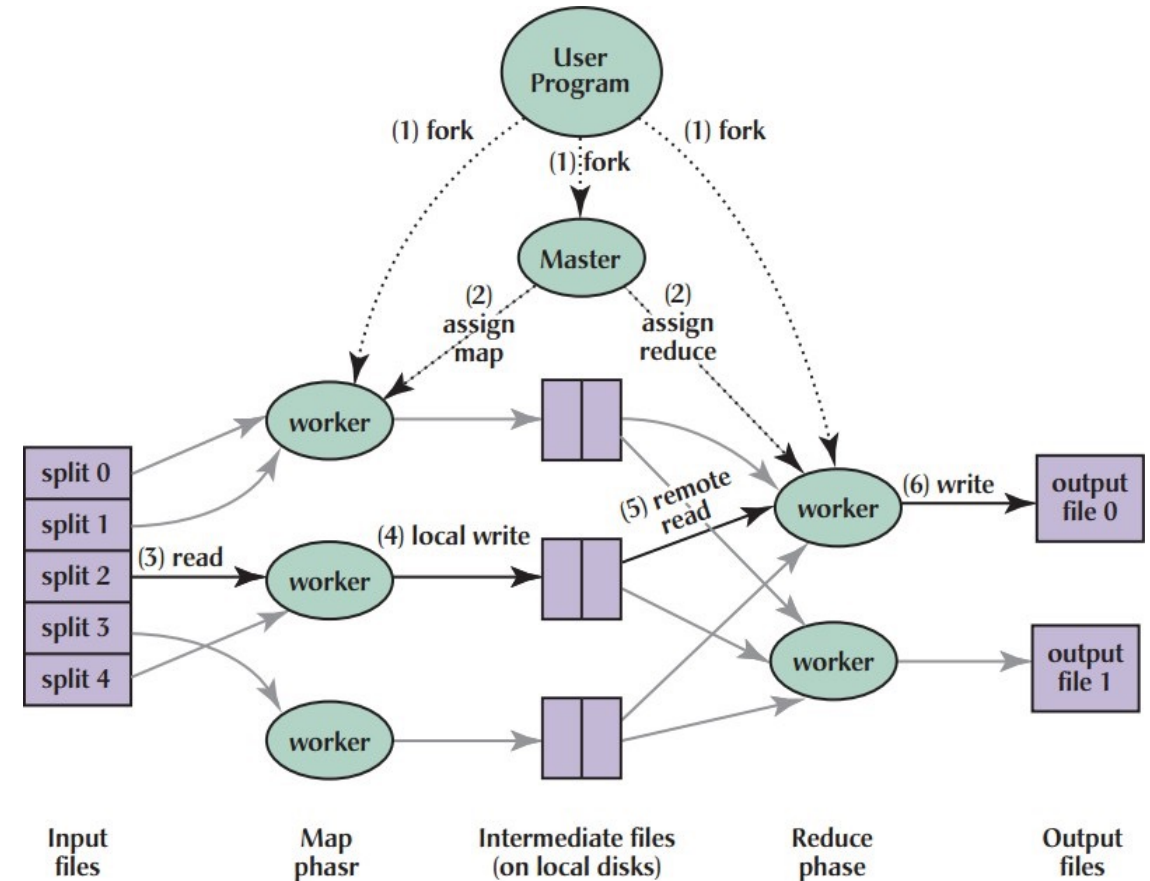 User
Program
(1) fork
(1) fork
(1) fork
Master
(2)
assign
map
(2)
assign
reduce
worker
split 0
split 1
split 2
split 3
split 4
(3) read
worker
(4) local write
(5) remote
read
worker
(6) write
output
file 0
worker
output
file 1
worker
Input
files
Map
phasr
Intermediate files
(on local disks)
Reduce
phase
Output
files